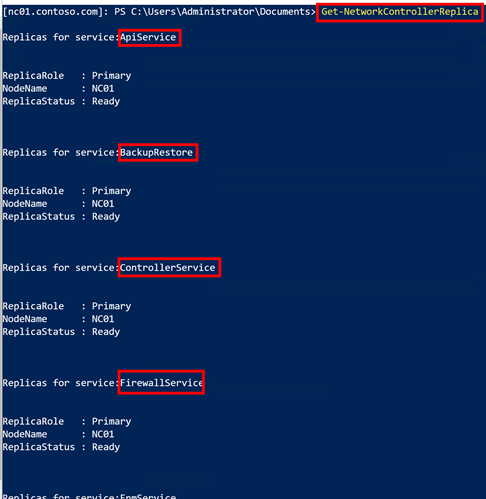 [nc01.contoso.com]: PS C:\Users\Administrator\Documents> Get-NetworkControllerReplica
Replicas for service:ApiService
ReplicaRole   : Primary
NodeName      : NC01
ReplicaStatus : Ready
Replicas for service:BackupRestore
ReplicaRole   : Primary
NodeName      : NC01
ReplicaStatus : Ready
Replicas for service:ControllerService
ReplicaRole   : Primary
NodeName      : NC01
ReplicaStatus : Ready
Replicas for service:FirewallService
ReplicaRole   : Primary
NodeName      : NC01
ReplicaStatus : Ready
Replicas for service:FnmService